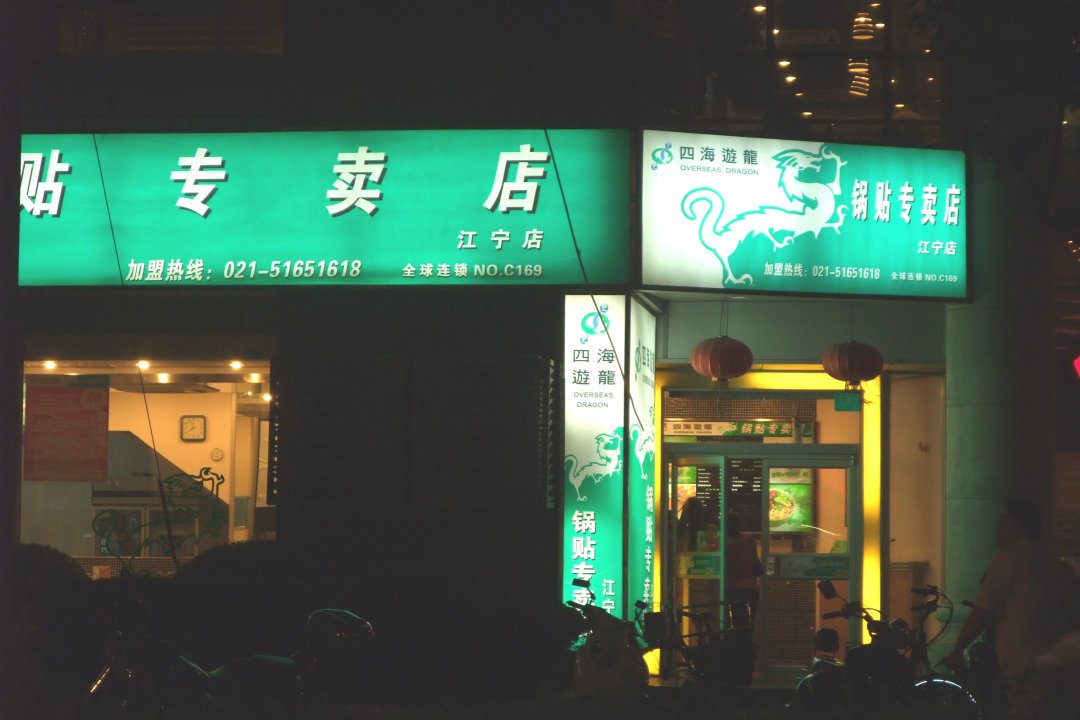 贴专卖店
江宁店
加盟热线：021-51651618 全球连锁 NO.C169
四海遊龍
OVERSEAS DRAGON
锅贴专卖店
江宁店
加盟热线：021-51651618 全球连锁 NO.C169
四海
遊龍
OVERSEAS
DRAGON
锅贴专卖
江宁
锅贴专
四海遊龍
锅贴专卖